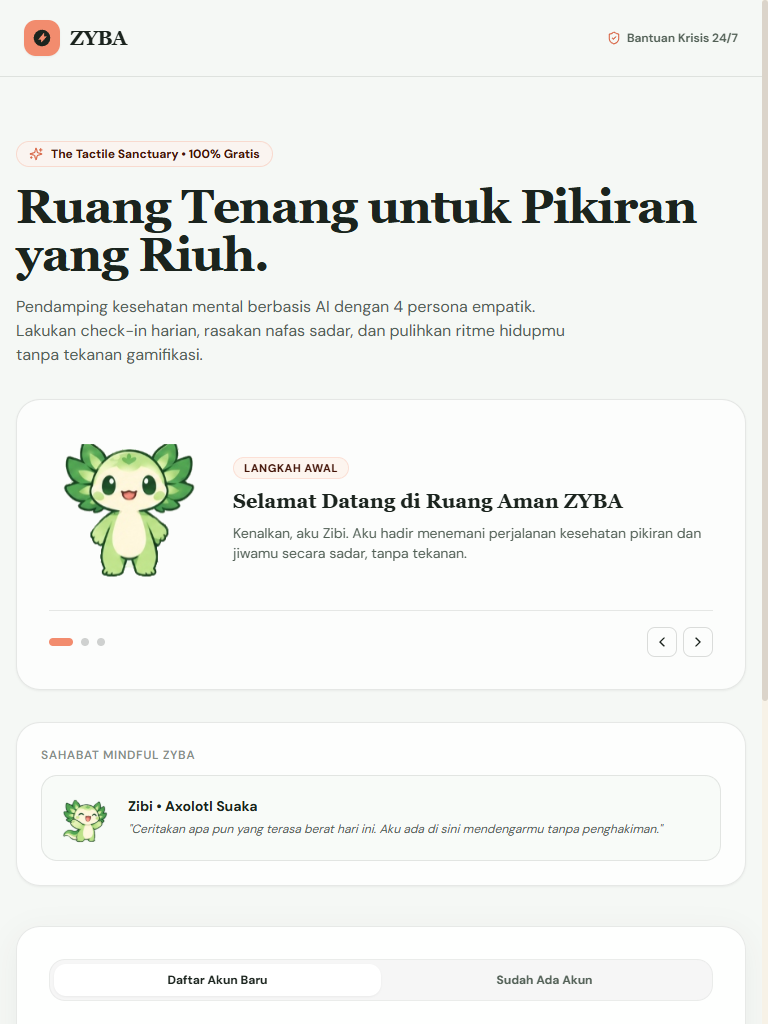 ZYBA
Bantuan Krisis 24/7
The Tactile Sanctuary • 100% Gratis
Ruang Tenang untuk Pikiran
yang Riuh.
Pendamping kesehatan mental berbasis AI dengan 4 persona empatik.
Lakukan check-in harian, rasakan nafas sadar, dan pulihkan ritme hidupmu
tanpa tekanan gamifikasi.
LANGKAH AWAL
Selamat Datang di Ruang Aman ZYBA
Kenalkan, aku Zibi. Aku hadir menemani perjalanan kesehatan pikiran dan
jiwamu secara sadar, tanpa tekanan.
SAHABAT MINDFUL ZYBA
Zibi • Axolotl Suaka
"Ceritakan apa pun yang terasa berat hari ini. Aku ada di sini mendengarmu tanpa penghakiman."
Daftar Akun Baru
Sudah Ada Akun